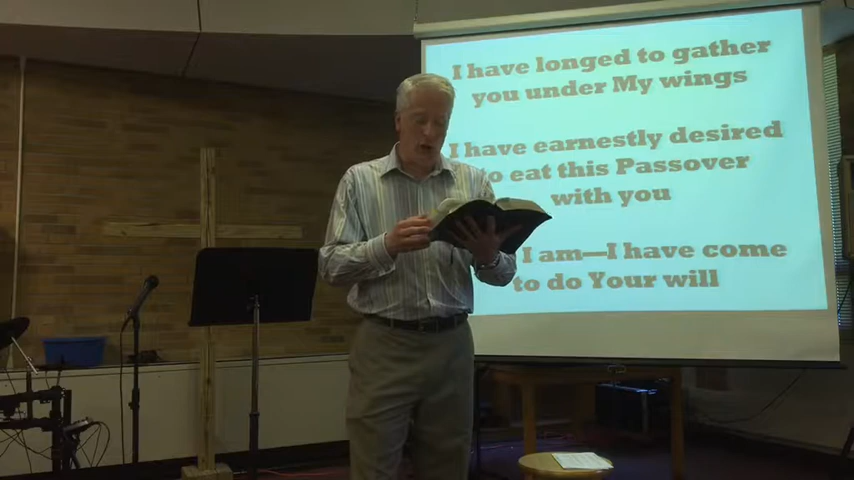 I have longed to gather
you under My wings
I have earnestly desired
o eat this Passover
with you
I am—I have come
to do Your will